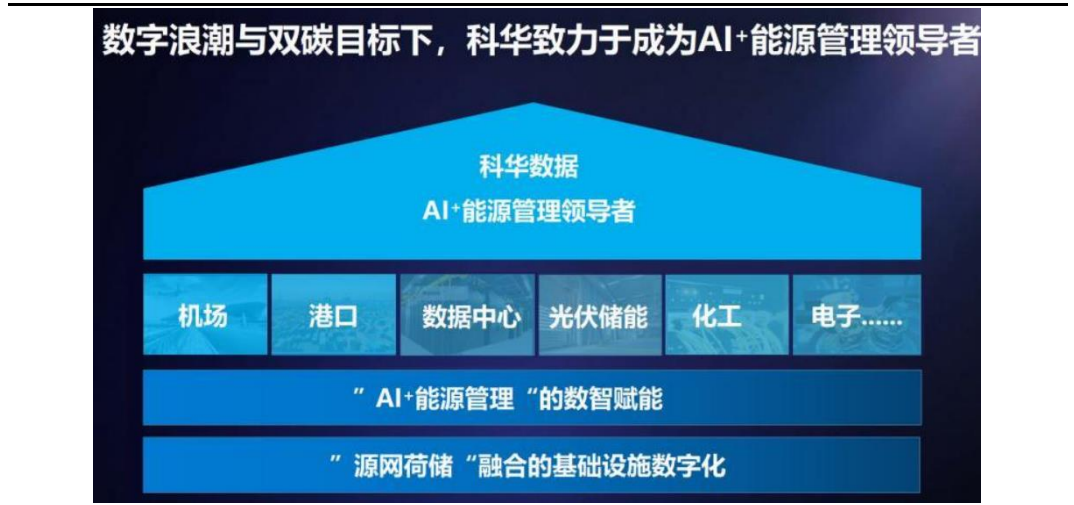 数字浪潮与双碳目标下，科华致力于成为AI⁺能源管理领导者
科华数据
AI⁺能源管理领导者
机场 港口 数据中心 光伏储能 化工 电子......
＂AI⁺能源管理＂的数智赋能
＂源网荷储＂融合的基础设施数字化